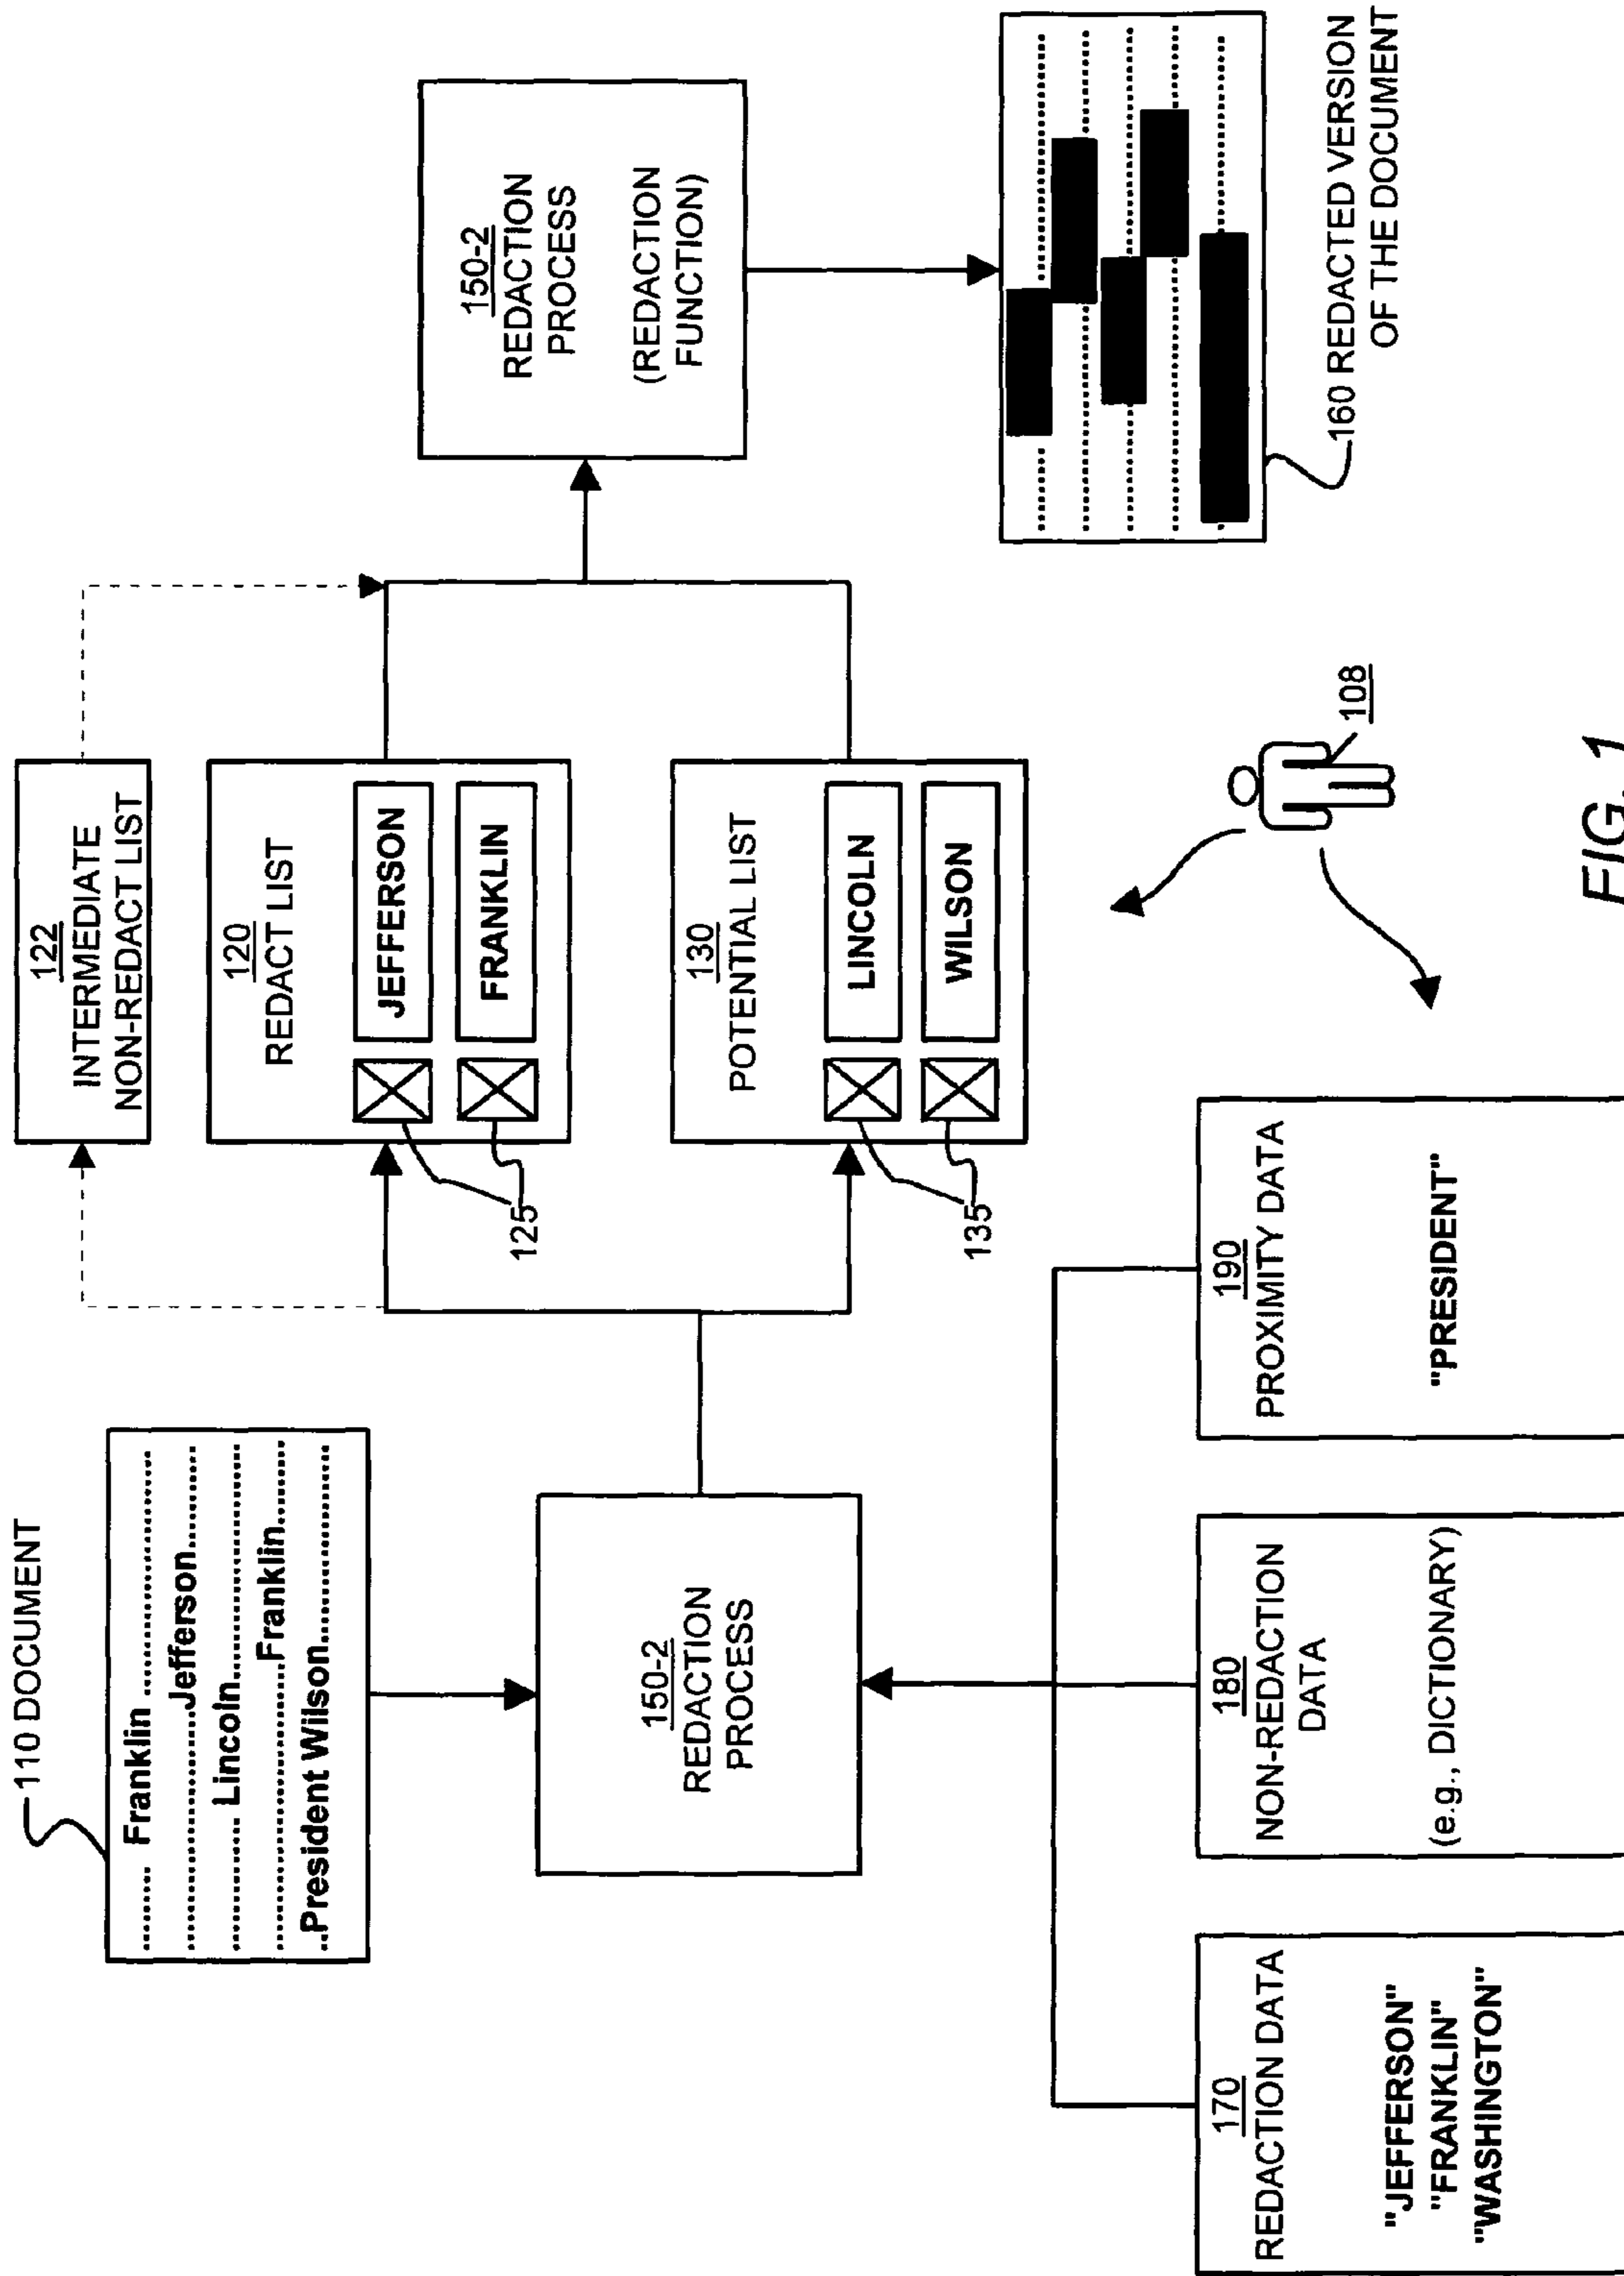 110 DOCUMENT
........ Franklin ........................
........................Jefferson........
............. Lincoln........................
............................Franklin........
...President Wilson....................
150-2
REDACTION
PROCESS
170
REDACTION DATA
"JEFFERSON"
"FRANKLIN"
"WASHINGTON"
180
NON-REDACTION
DATA
(e.g., DICTIONARY)
190
PROXIMITY DATA
"PRESIDENT"
122
INTERMEDIATE
NON-REDACT LIST
120
REDACT LIST
JEFFERSON
FRANKLIN
125
130
POTENTIAL LIST
LINCOLN
WILSON
135
108
150-2
REDACTION
PROCESS
(REDACTION
FUNCTION)
160 REDACTED VERSION
OF THE DOCUMENT
FIG. 1